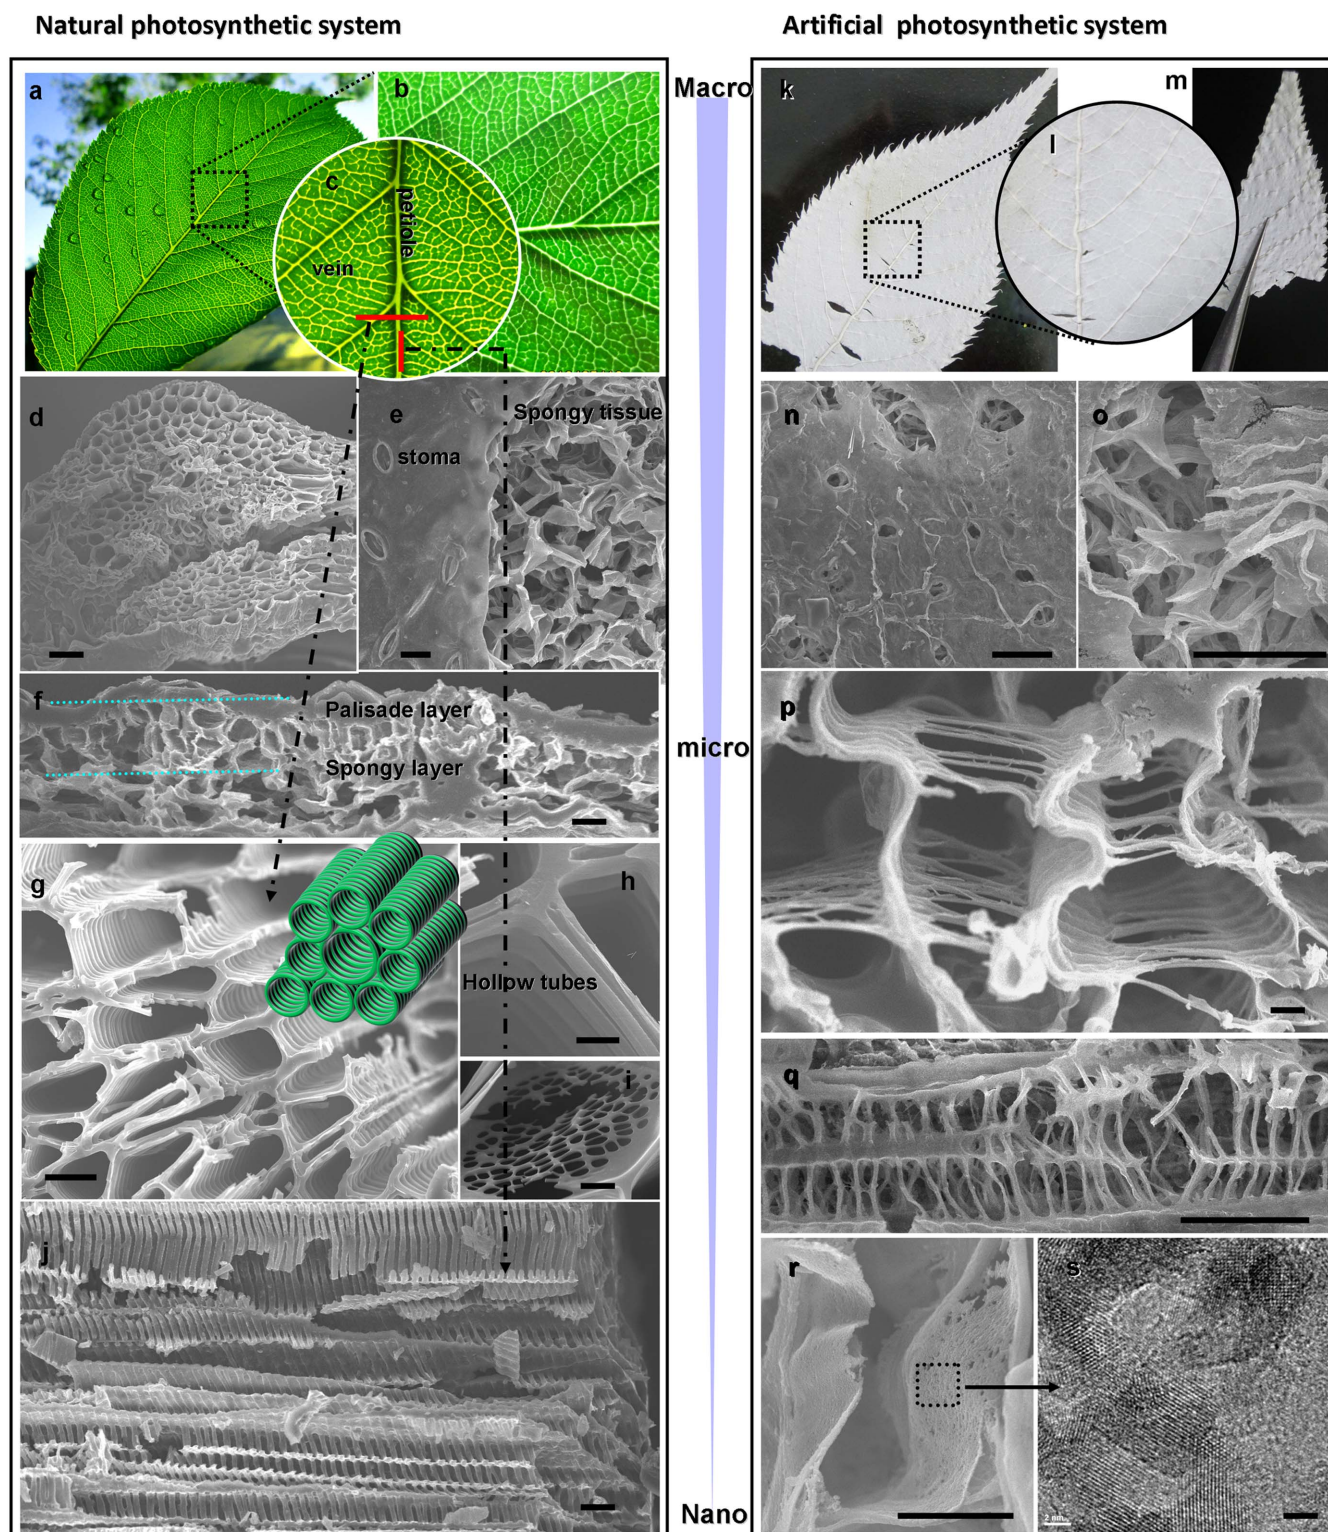 Natural photosynthetic system
Artificial photosynthetic system
a
b
c
petiole
vein
Macro
k
l
m
d
e
stoma
Spongy tissue
n
o
f
Palisade layer
Spongy layer
micro
p
g
h
Hollow tubes
i
q
j
r
s
2 nm
Nano